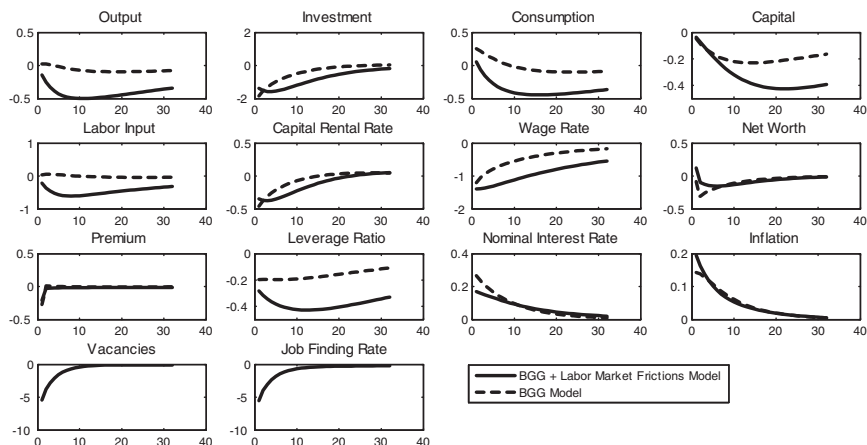 Output Investment Consumption Capital
0.5 2 0.5 0
0 0 0 -0.2
-0.4
-0.5 -2 -0.5
0 10 20 30 40 0 10 20 30 40 0 10 20 30 40 0 10 20 30 40
Labor Input Capital Rental Rate Wage Rate Net Worth
1 0.5 0 0.5
0 0 -1 0
-1 -0.5 -2 -0.5
0 10 20 30 40 0 10 20 30 40 0 10 20 30 40 0 10 20 30 40
Premium Leverage Ratio Nominal Interest Rate Inflation
0.5 0 0.4 0.2
0 -0.2 0.2 0.1
-0.4
-0.5 0 0
0 10 20 30 40 0 10 20 30 40 0 10 20 30 40 0 10 20 30 40
Vacancies Job Finding Rate
0 0
BGG + Labor Market Frictions Model
-5 -5
BGG Model
-10 -10
0 10 20 30 40 0 10 20 30 40